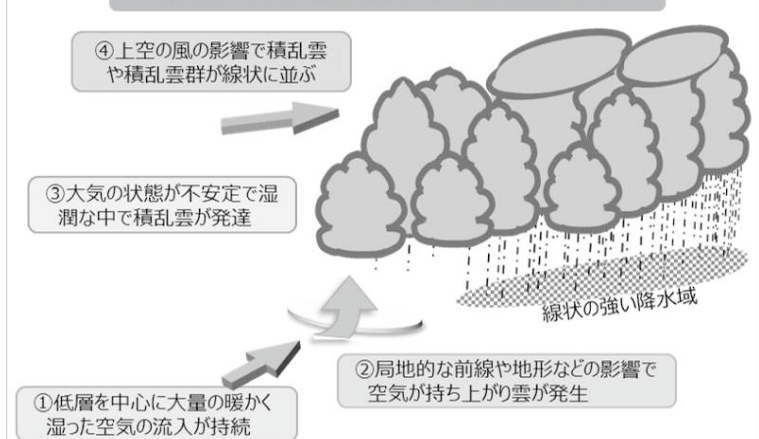 ④上空の風の影響で積乱雲
や積乱雲群が線状に並ぶ
③大気の状態が不安定で湿
潤な中で積乱雲が発達
線状の強い降水域
②局地的な前線や地形などの影響で
空気が持ち上がり雲が発生
①低層を中心に大量の暖かく
湿った空気の流入が持続